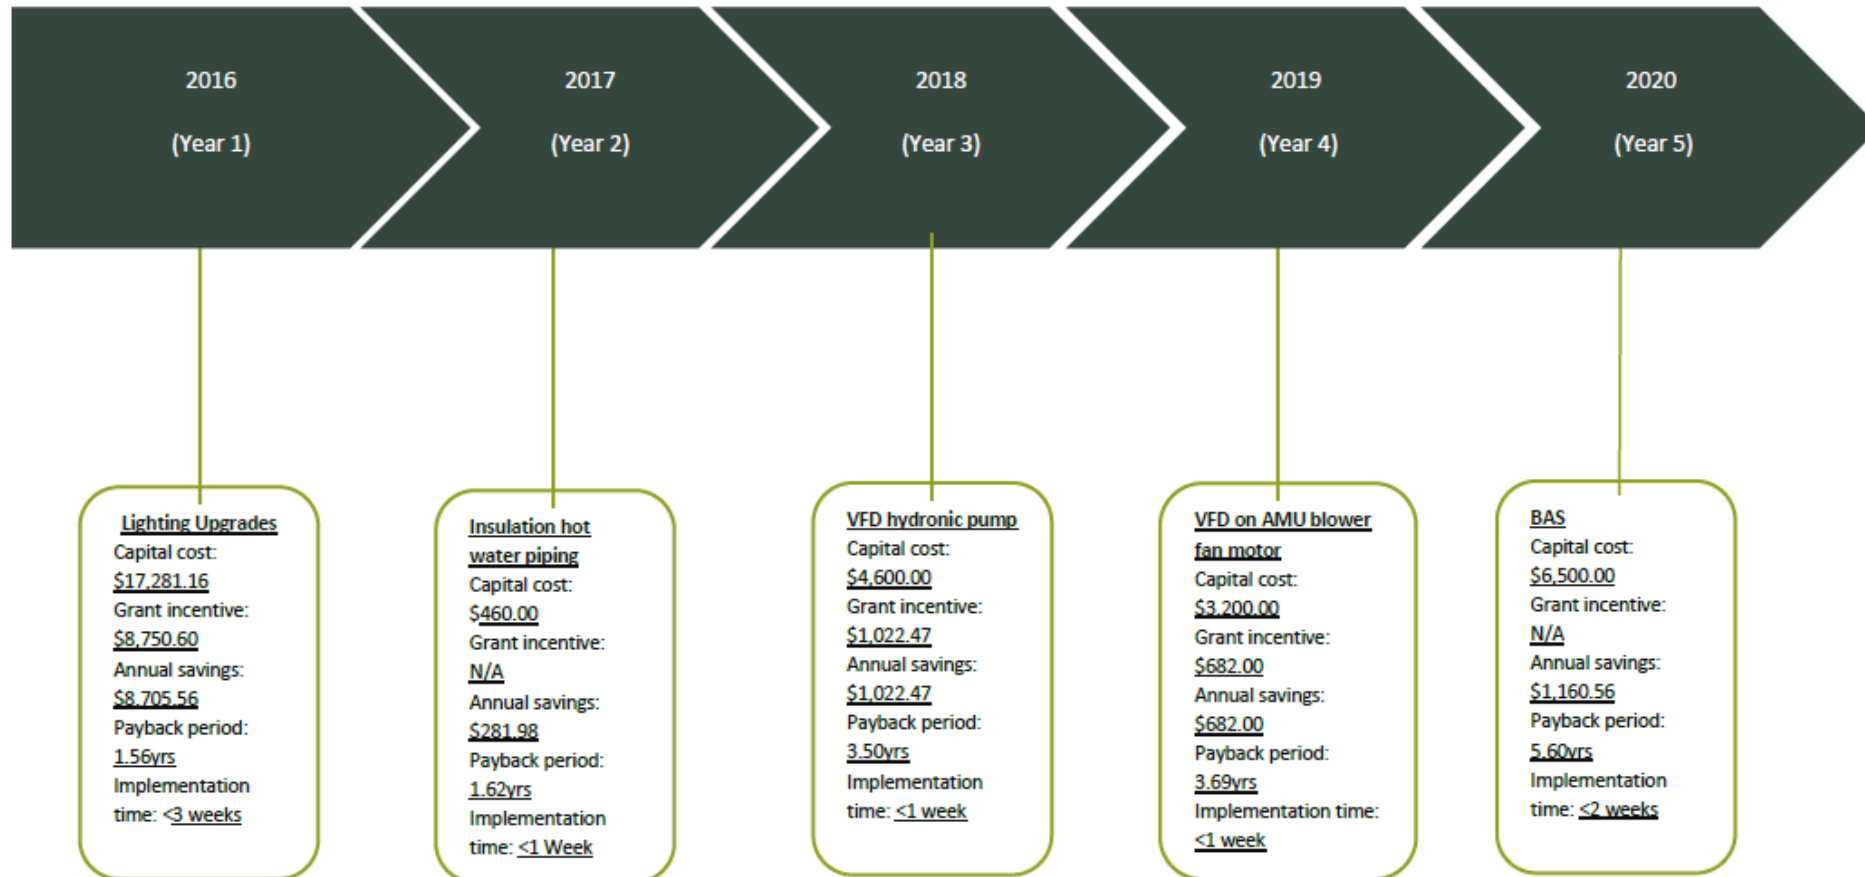 2016
(Year 1)
2017
(Year 2)
2018
(Year 3)
2019
(Year 4)
2020
(Year 5)
Lighting Upgrades
Capital cost:
$17,281.16
Grant incentive:
$8,750.60
Annual savings:
$8,705.56
Payback period:
1.56yrs
Implementation
time: <3 weeks
Insulation hot
water piping
Capital cost:
$460.00
Grant incentive:
N/A
Annual savings:
$281.98
Payback period:
1.62yrs
Implementation
time: <1 Week
VFD hydronic pump
Capital cost:
$4,600.00
Grant incentive:
$1,022.47
Annual savings:
$1,022.47
Payback period:
3.50yrs
Implementation
time: <1 week
VFD on AMU blower
fan motor
Capital cost:
$3,200.00
Grant incentive:
$682.00
Annual savings:
$682.00
Payback period:
3.69yrs
Implementation time:
<1 week
BAS
Capital cost:
$6,500.00
Grant incentive:
N/A
Annual savings:
$1,160.56
Payback period:
5.60yrs
Implementation
time: <2 weeks